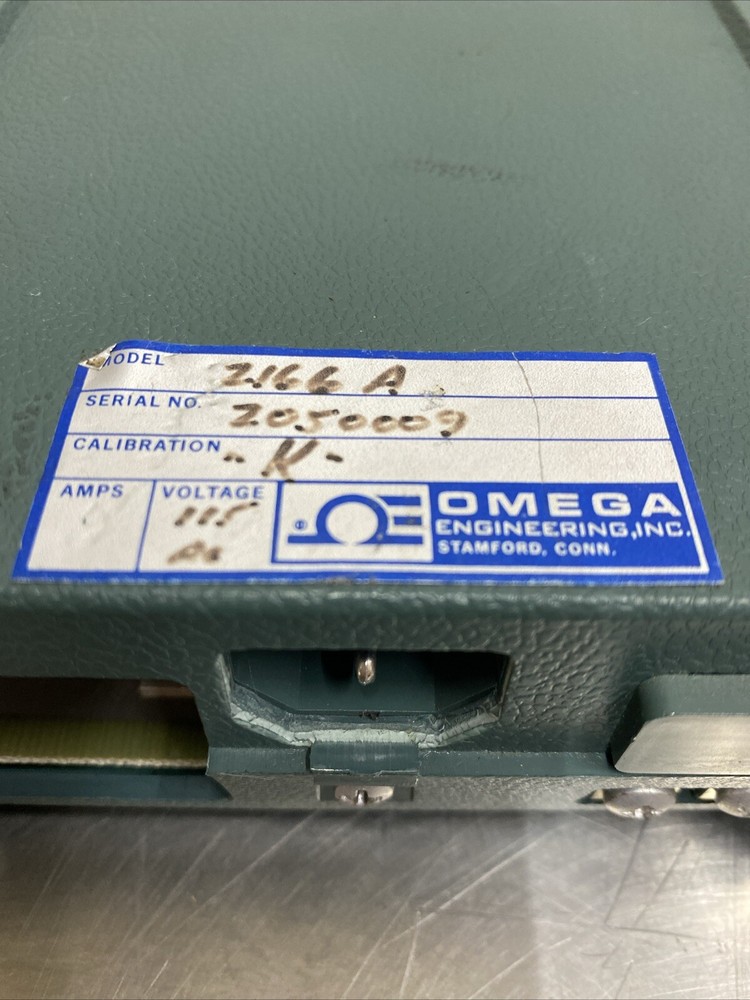 MODEL 2166 A
SERIAL NO. 2050009
CALIBRATION "K"
AMPS VOLTAGE
115
AC
® OMEGA
ENGINEERING, INC.
STAMFORD, CONN.